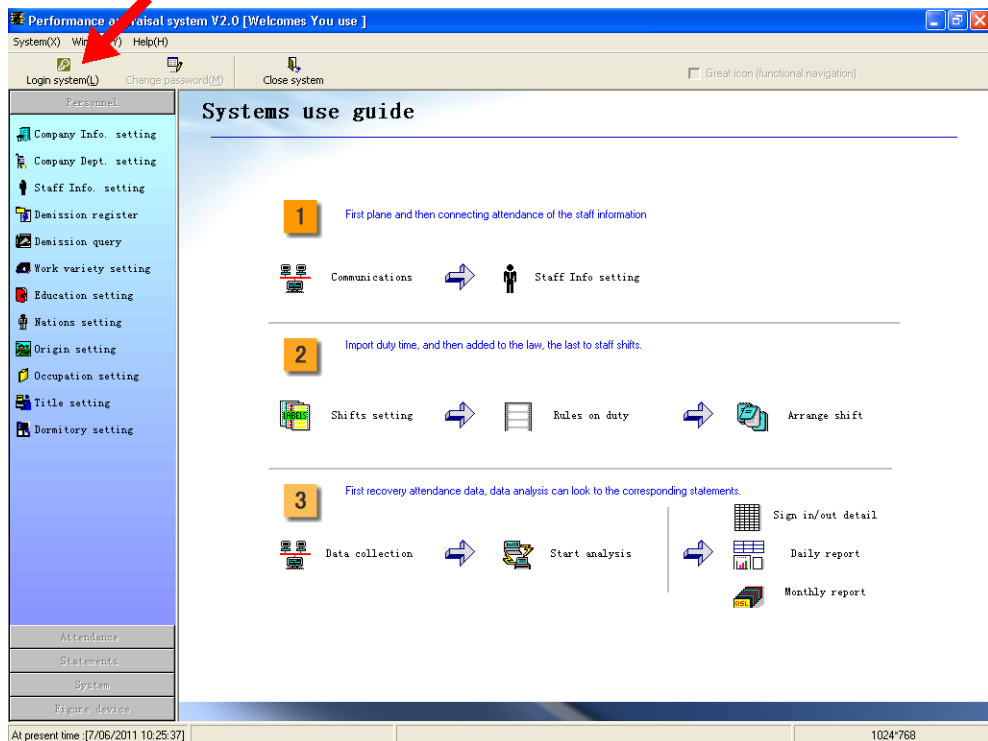 Performance a raisal system V2.0 [Welcomes You use ]
System(X) Win Y) Help(H)
Login system(L) Change password(M) Close system Great icon (functional navigation)
Personnel
Company Info. setting
Company Dept. setting
Staff Info. setting
Demission register
Demission query
Work variety setting
Education setting
Nations setting
Origin setting
Occupation setting
Title setting
Dormitory setting
Attendance
Statements
System
Figure device
Systems use guide
1 First plane and then connecting attendance of the staff information
Communications Staff Info setting
2 Import duty time, and then added to the law, the last to staff shifts.
LABELS Shifts setting Rules on duty Arrange shift
3 First recovery attendance data, data analysis can look to the corresponding statements.
Data collection Start analysis
Sign in/out detail
Daily report
Monthly report
At present time :[7/06/2011 10:25:37] 1024*768